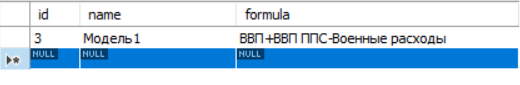 id name formula
3 Модель1 ВВП+ВВП ППС-Военные расходы
NULL NULL NULL